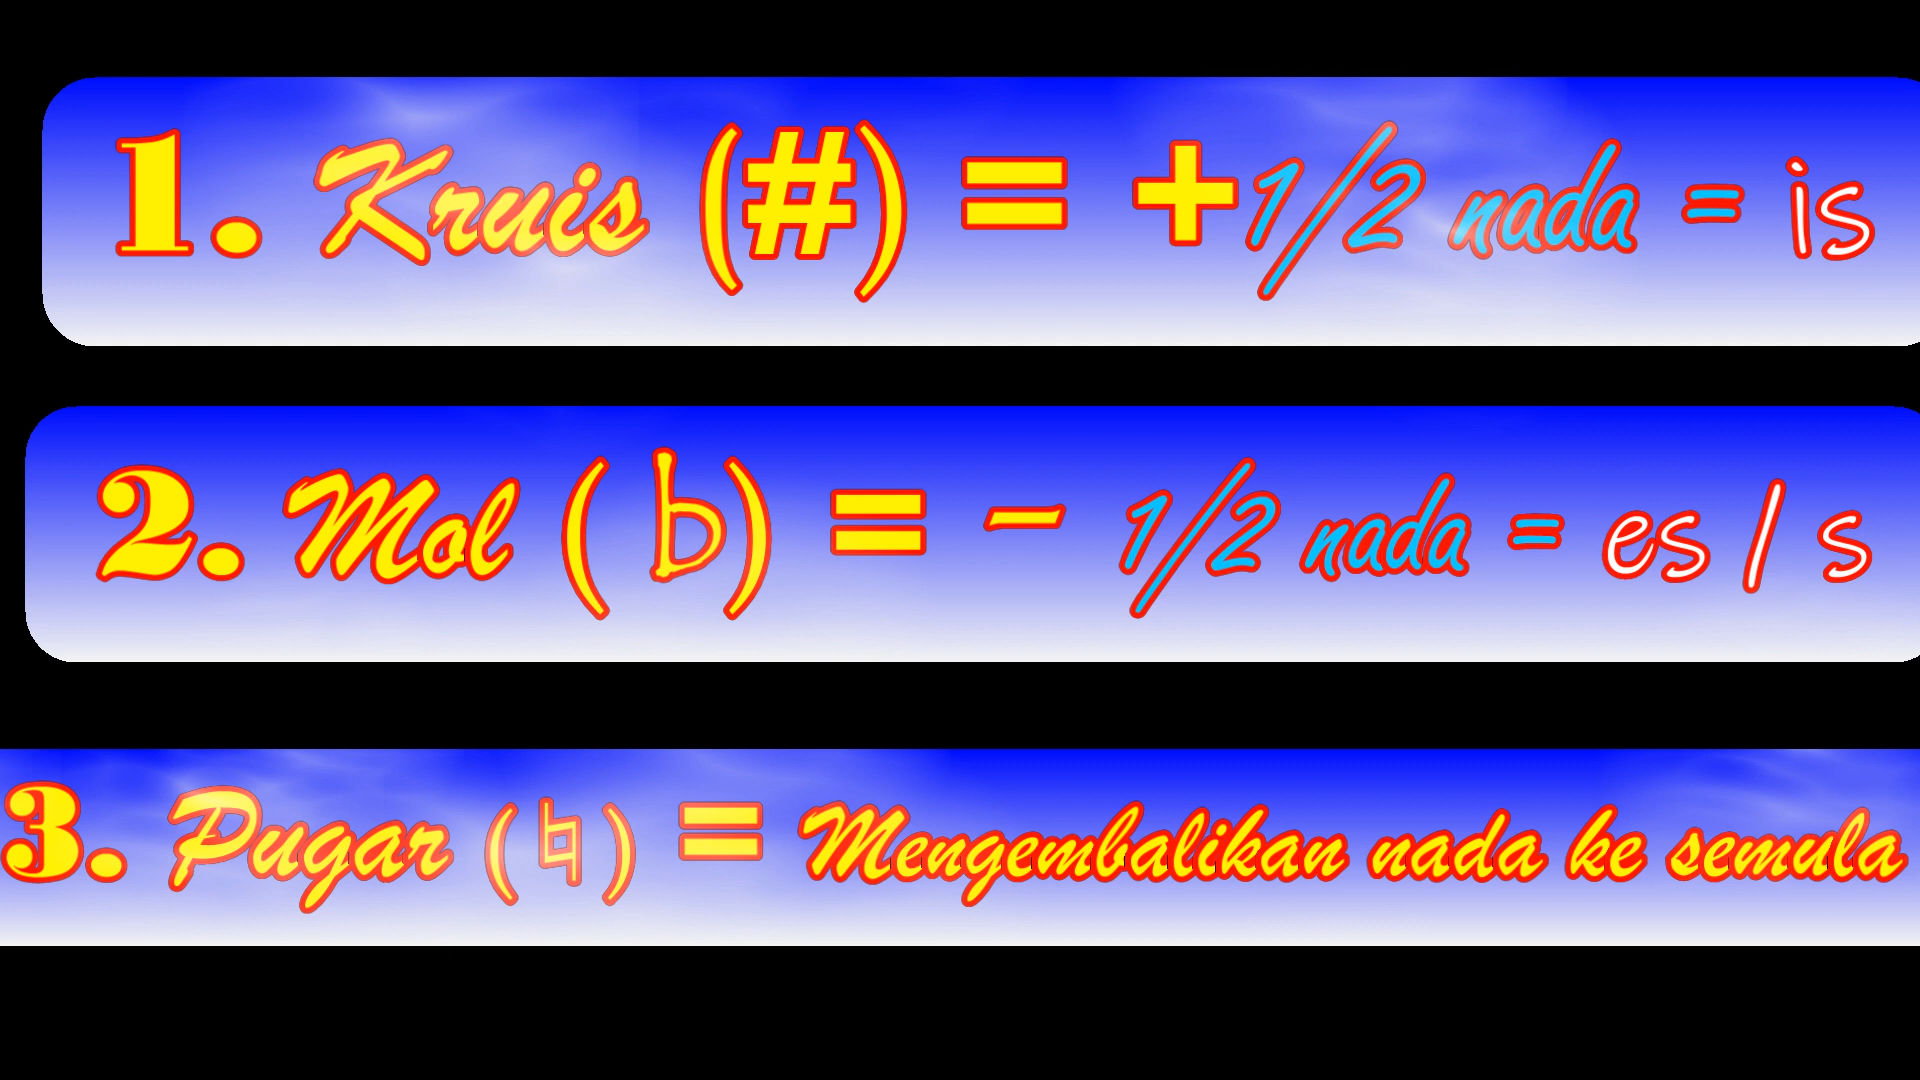 1. Kruis (#) = +1/2 nada = is
2. Mol ( b) = - 1/2 nada = es / s
3. Pugar (♮) = Mengembalikan nada ke semula